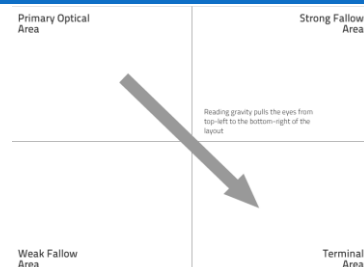 Primary Optical
Area
Strong Fallow
Area
Reading gravity pulls the eyes from
top-left to the bottom-right of the
layout
Weak Fallow
Area
Terminal
Area